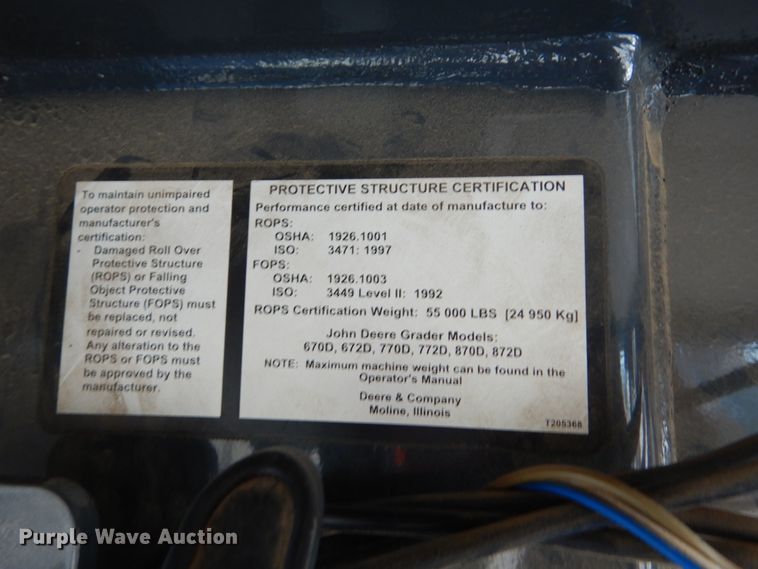 To maintain unimpaired
operator protection and
manufacturer's
certification:
- Damaged Roll Over
Protective Structure
(ROPS) or Falling
Object Protective
Structure (FOPS) must
be replaced, not
repaired or revised.
- Any alteration to the
ROPS or FOPS must
be approved by the
manufacturer.
PROTECTIVE STRUCTURE CERTIFICATION
Performance certified at date of manufacture to:
ROPS:
OSHA: 1926.1001
ISO: 3471: 1997
FOPS:
OSHA: 1926.1003
ISO: 3449 Level II: 1992
ROPS Certification Weight: 55 000 LBS [24 950 Kg]
John Deere Grader Models:
670D, 672D, 770D, 772D, 870D, 872D
NOTE: Maximum machine weight can be found in the
Operator's Manual
Deere & Company
Moline, Illinois
T205368
Purple Wave Auction